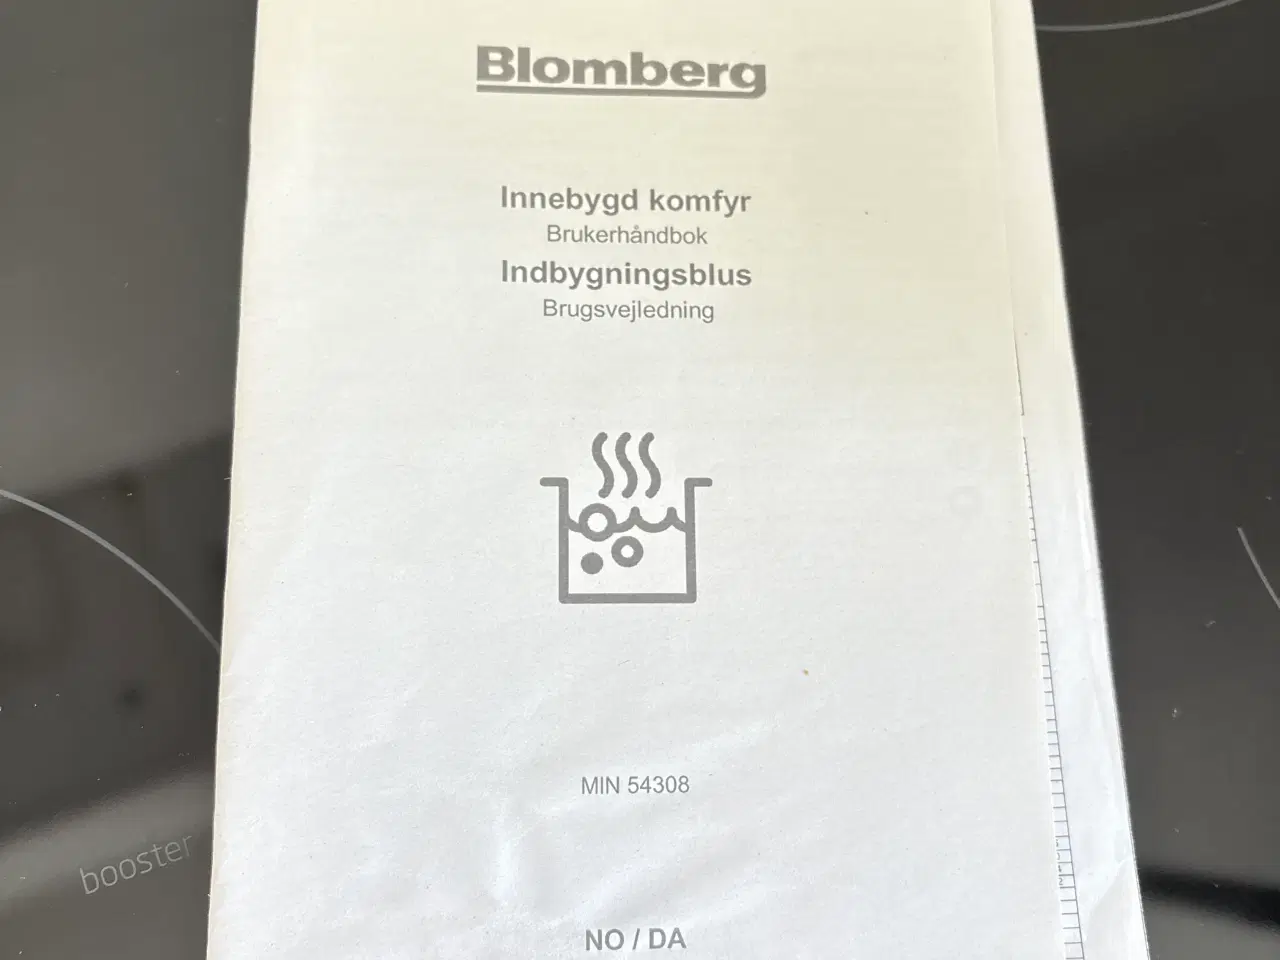 Blomberg
Innebygd komfyr
Brukerhåndbok
Indbygningsblus
Brugsvejledning
MIN 54308
booster
NO / DA